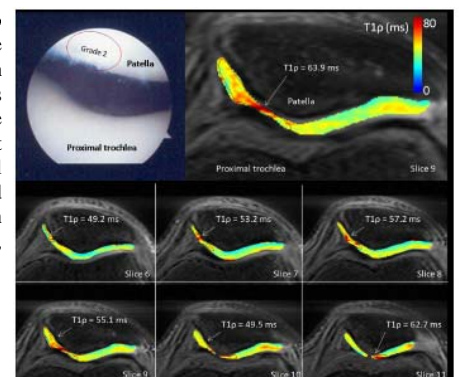 Grade 2
Patella
Proximal trochlea
T1ρ (ms)
80
0
T1ρ = 63.9 ms
Patella
Proximal trochlea
Slice 9
T1ρ = 49.2 ms
Slice 6
T1ρ = 53.2 ms
Slice 7
T1ρ = 57.2 ms
Slice 8
T1ρ = 55.1 ms
Slice 9
T1ρ = 49.5 ms
Slice 10
T1ρ = 62.7 ms
Slice 11